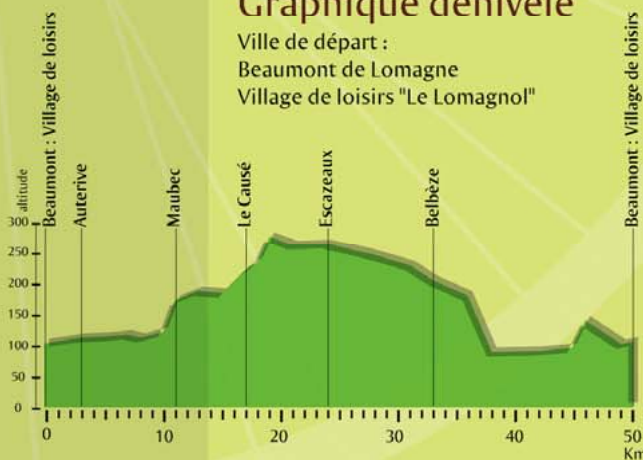 Graphique dénivelé
Ville de départ :
Beaumont de Lomagne
Village de loisirs "Le Lomagnol"
altitude
Beaumont : Village de loisirs
Auterive
Maubec
Le Causé
Escazeaux
Belbèze
Beaumont : Village de loisirs
300
250
200
150
100
50
0
0 10 20 30 40 50
Km